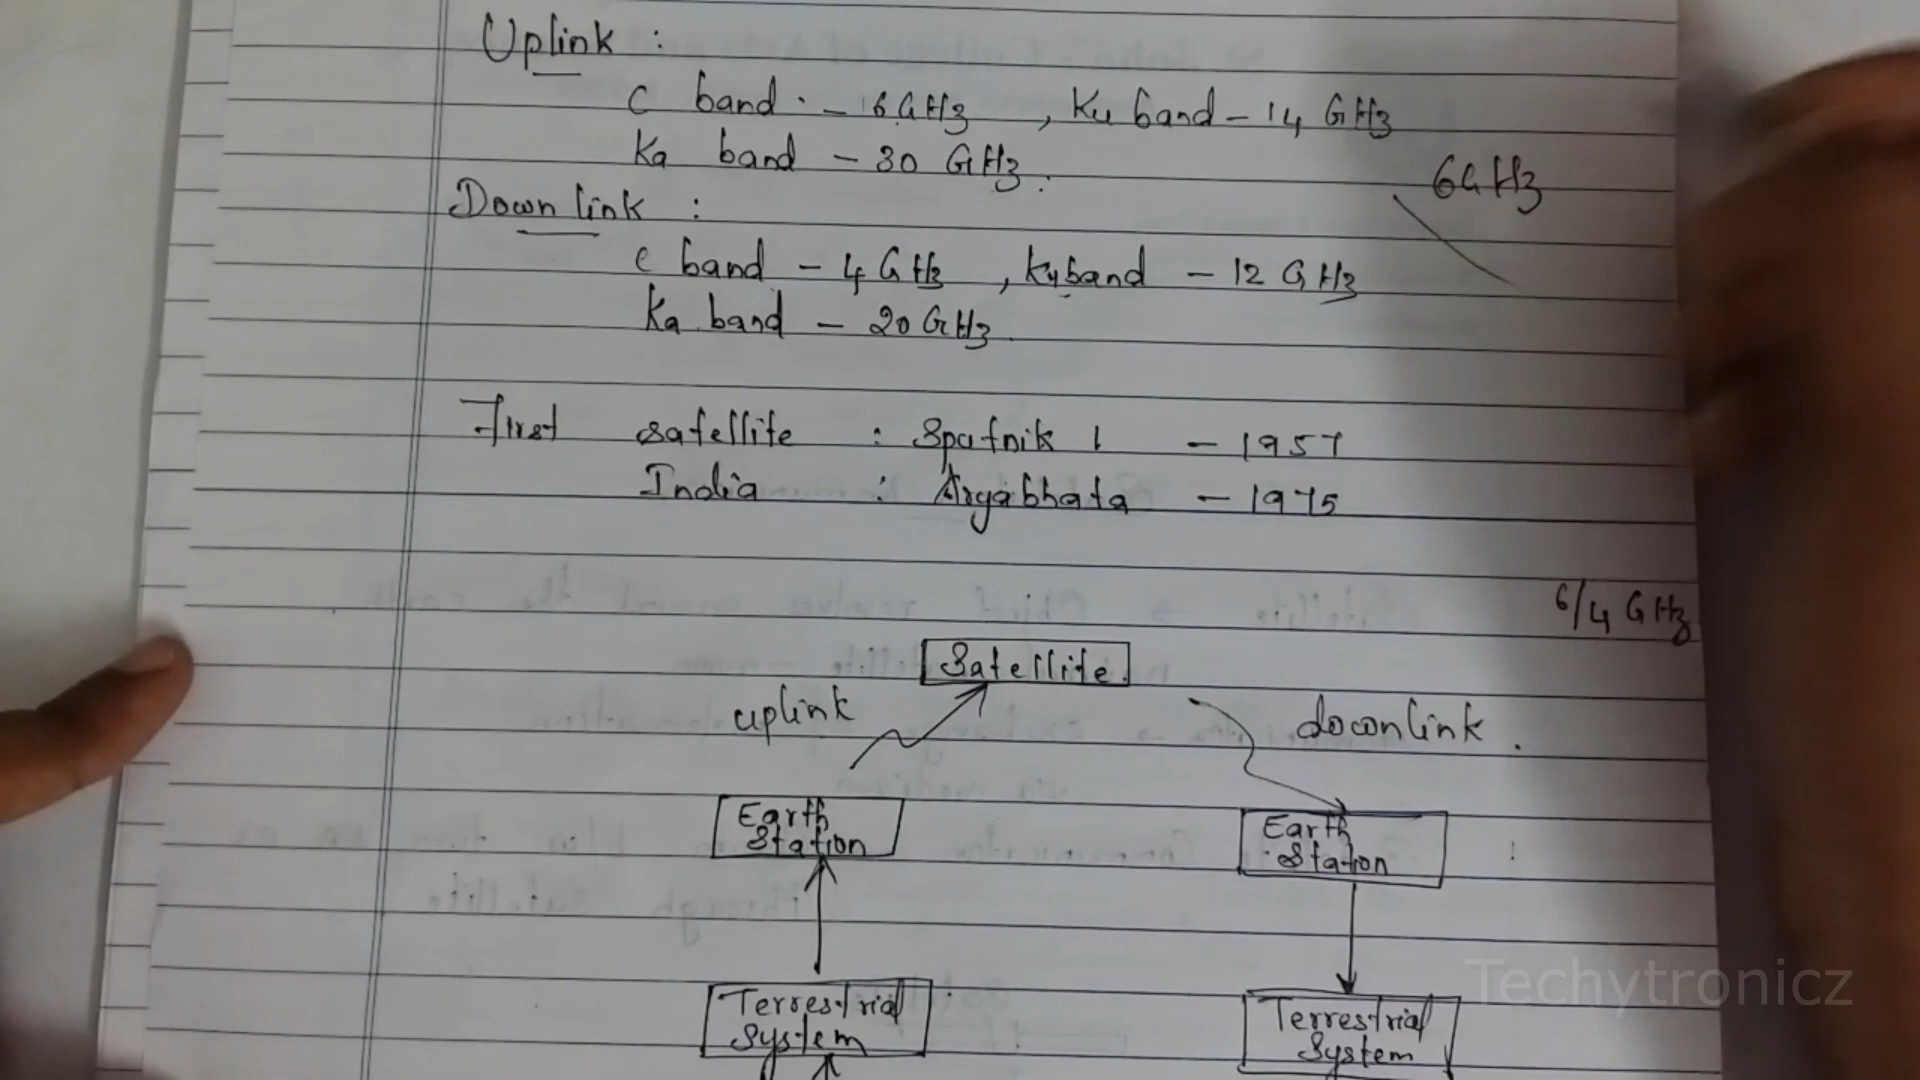 Uplink :
C band - 6 GHz , Ku band - 14 GHz
Ka band - 30 GHz.
6 GHz
Down link :
C band - 4 GHz , Ku band - 12 GHz
Ka band - 20 GHz.
First satellite : Sputnik 1 - 1957
India : Aryabhata - 1975
6/4 GHz
Satellite.
uplink
downlink.
Earth
Station
Earth
Station
Terrestrial
System
Terrestrial
System
Techytronicz